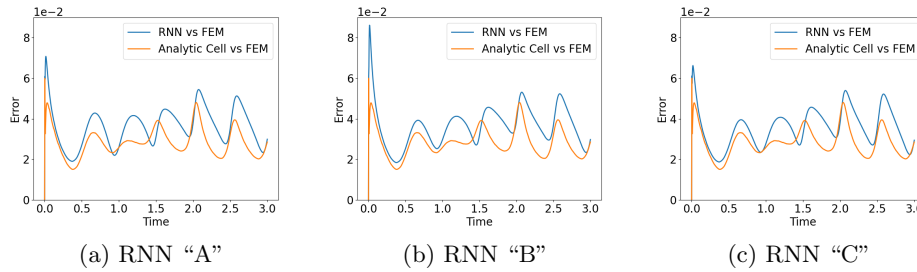 1e−2 1e−2 1e−2
RNN vs FEM
Analytic Cell vs FEM
RNN vs FEM
Analytic Cell vs FEM
RNN vs FEM
Analytic Cell vs FEM
8
6
4
2
0
Error
0.0 0.5 1.0 1.5 2.0 2.5 3.0
Time
8
6
4
2
0
Error
0.0 0.5 1.0 1.5 2.0 2.5 3.0
Time
8
6
4
2
0
Error
0.0 0.5 1.0 1.5 2.0 2.5 3.0
Time
(a) RNN “A”
(b) RNN “B”
(c) RNN “C”